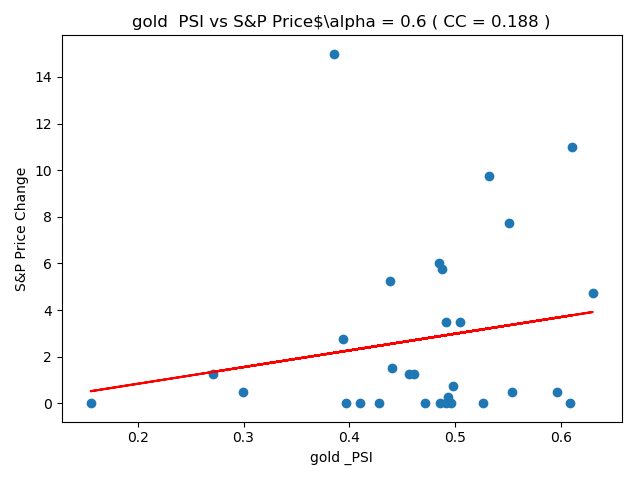 gold  PSI vs S&P Price$\alpha = 0.6 ( CC = 0.188 )
S&P Price Change
14
12
10
8
6
4
2
0
0.2 0.3 0.4 0.5 0.6
gold _PSI